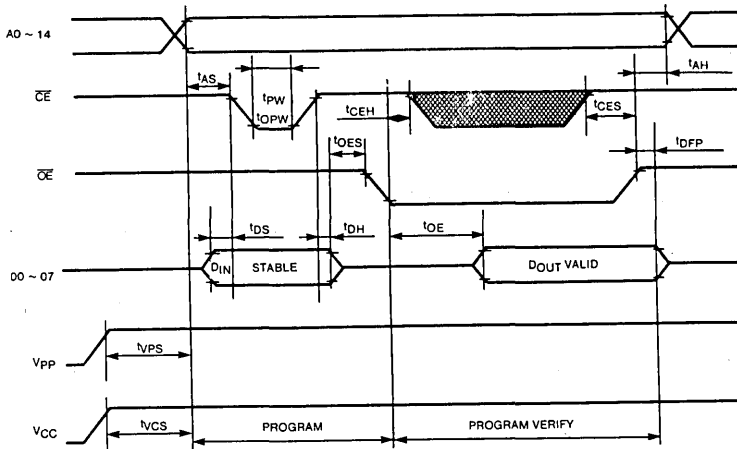 A0 ~ 14
tAS
tAH
CE
tPW
tOPW
tCEH
tCES
tOES
tDFP
OE
tDS
tDH
tOE
DIN
STABLE
DOUT VALID
00 ~ 07
VPP
tVPS
VCC
tVCS
PROGRAM
PROGRAM VERIFY